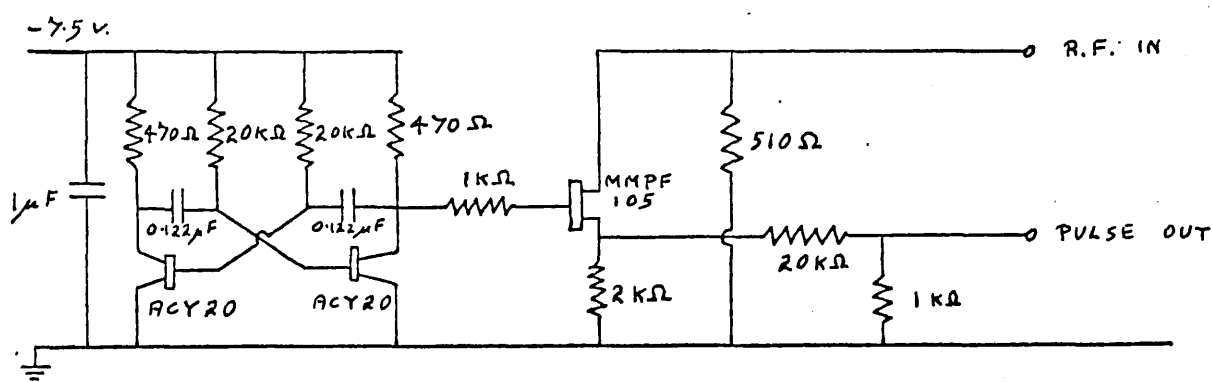 -7.5 v.
R.F. IN
470Ω
20KΩ
20KΩ
470Ω
510Ω
1KΩ
MMPF
105
1μF
0.122μF
0.122μF
PULSE OUT
20KΩ
ACY20
ACY20
2KΩ
1KΩ